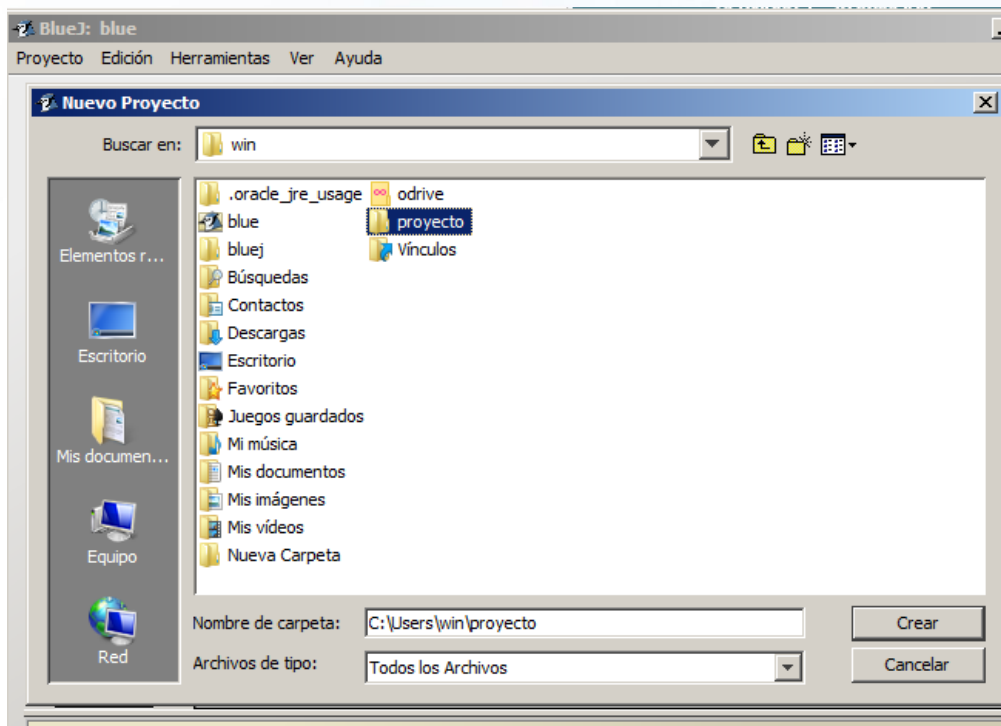 BlueJ: blue
Proyecto Edición Herramientas Ver Ayuda
Nuevo Proyecto
Buscar en: win
.oracle_jre_usage odrive
blue proyecto
bluej Vínculos
Búsquedas
Contactos
Descargas
Escritorio
Favoritos
Juegos guardados
Mi música
Mis documentos
Mis imágenes
Mis vídeos
Nueva Carpeta
Elementos r...
Escritorio
Mis documen...
Equipo
Red
Nombre de carpeta: C:\Users\win\proyecto Crear
Archivos de tipo: Todos los Archivos Cancelar